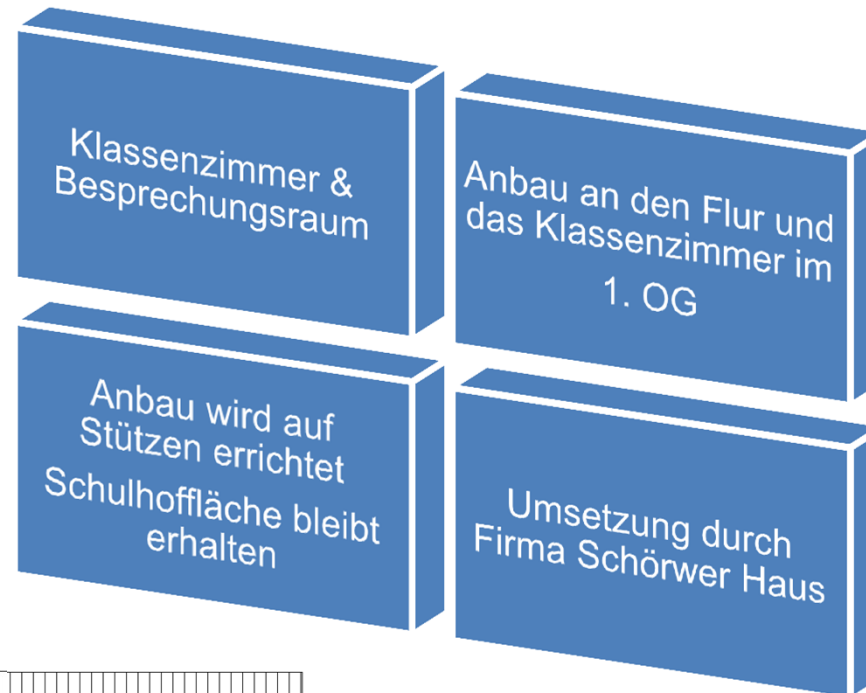 Klassenzimmer &
Besprechungsraum
Anbau an den Flur und
das Klassenzimmer im
1. OG
Anbau wird auf
Stützen errichtet
Schulhoffläche bleibt
erhalten
Umsetzung durch
Firma Schörwer Haus